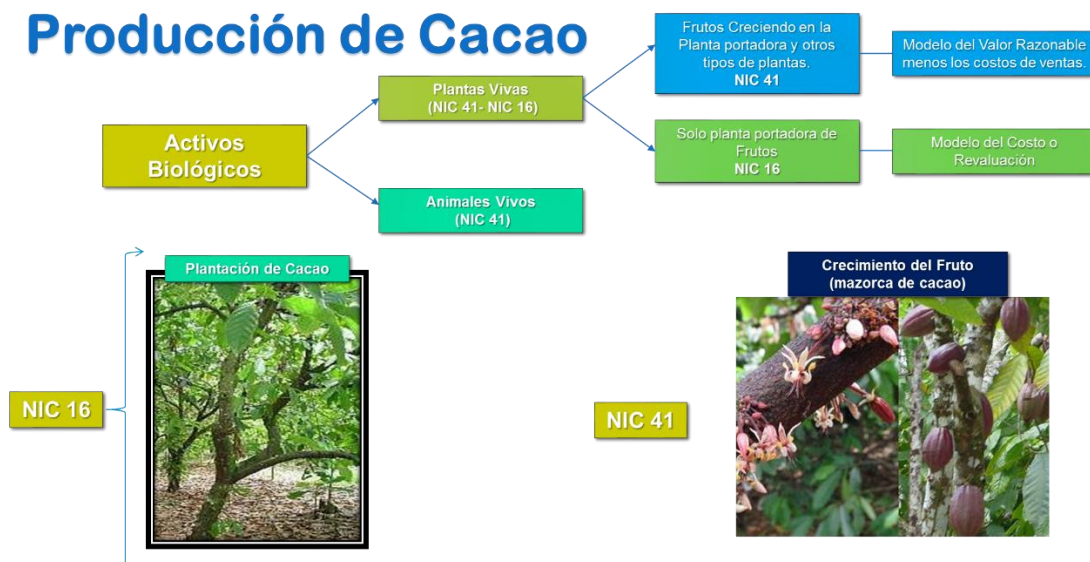 Producción de Cacao
Frutos Creciendo en la
Planta portadora y otros
tipos de plantas.
NIC 41
Modelo del Valor Razonable
menos los costos de ventas.
Plantas Vivas
(NIC 41- NIC 16)
Activos
Biológicos
Solo planta portadora de
Frutos
NIC 16
Modelo del Costo o
Revaluación
Animales Vivos
(NIC 41)
Plantación de Cacao
Crecimiento del Fruto
(mazorca de cacao)
NIC 16
NIC 41